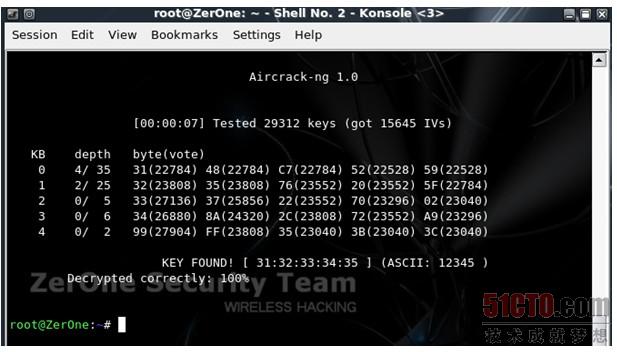 root@ZerOne: ~ - Shell No. 2 - Konsole <3>
Session Edit View Bookmarks Settings Help
Aircrack-ng 1.0
[00:00:07] Tested 29312 keys (got 15645 IVs)
KB depth byte(vote)
0 4/ 35 31(22784) 48(22784) C7(22784) 52(22528) 59(22528)
1 2/ 25 32(23808) 35(23808) 76(23552) 20(23552) 5F(22784)
2 0/ 5 33(27136) 37(25856) 22(23552) 70(23296) 02(23040)
3 0/ 6 34(26880) 8A(24320) 2C(23808) 72(23552) A9(23296)
4 0/ 2 99(27904) FF(23808) 35(23040) 3B(23040) 3C(23040)
KEY FOUND! [ 31:32:33:34:35 ] (ASCII: 12345 )
Decrypted correctly: 100%
ZerOne Security Team
WIRELESS HACKING
root@ZerOne:~#
51CTO.com
技术成就梦想